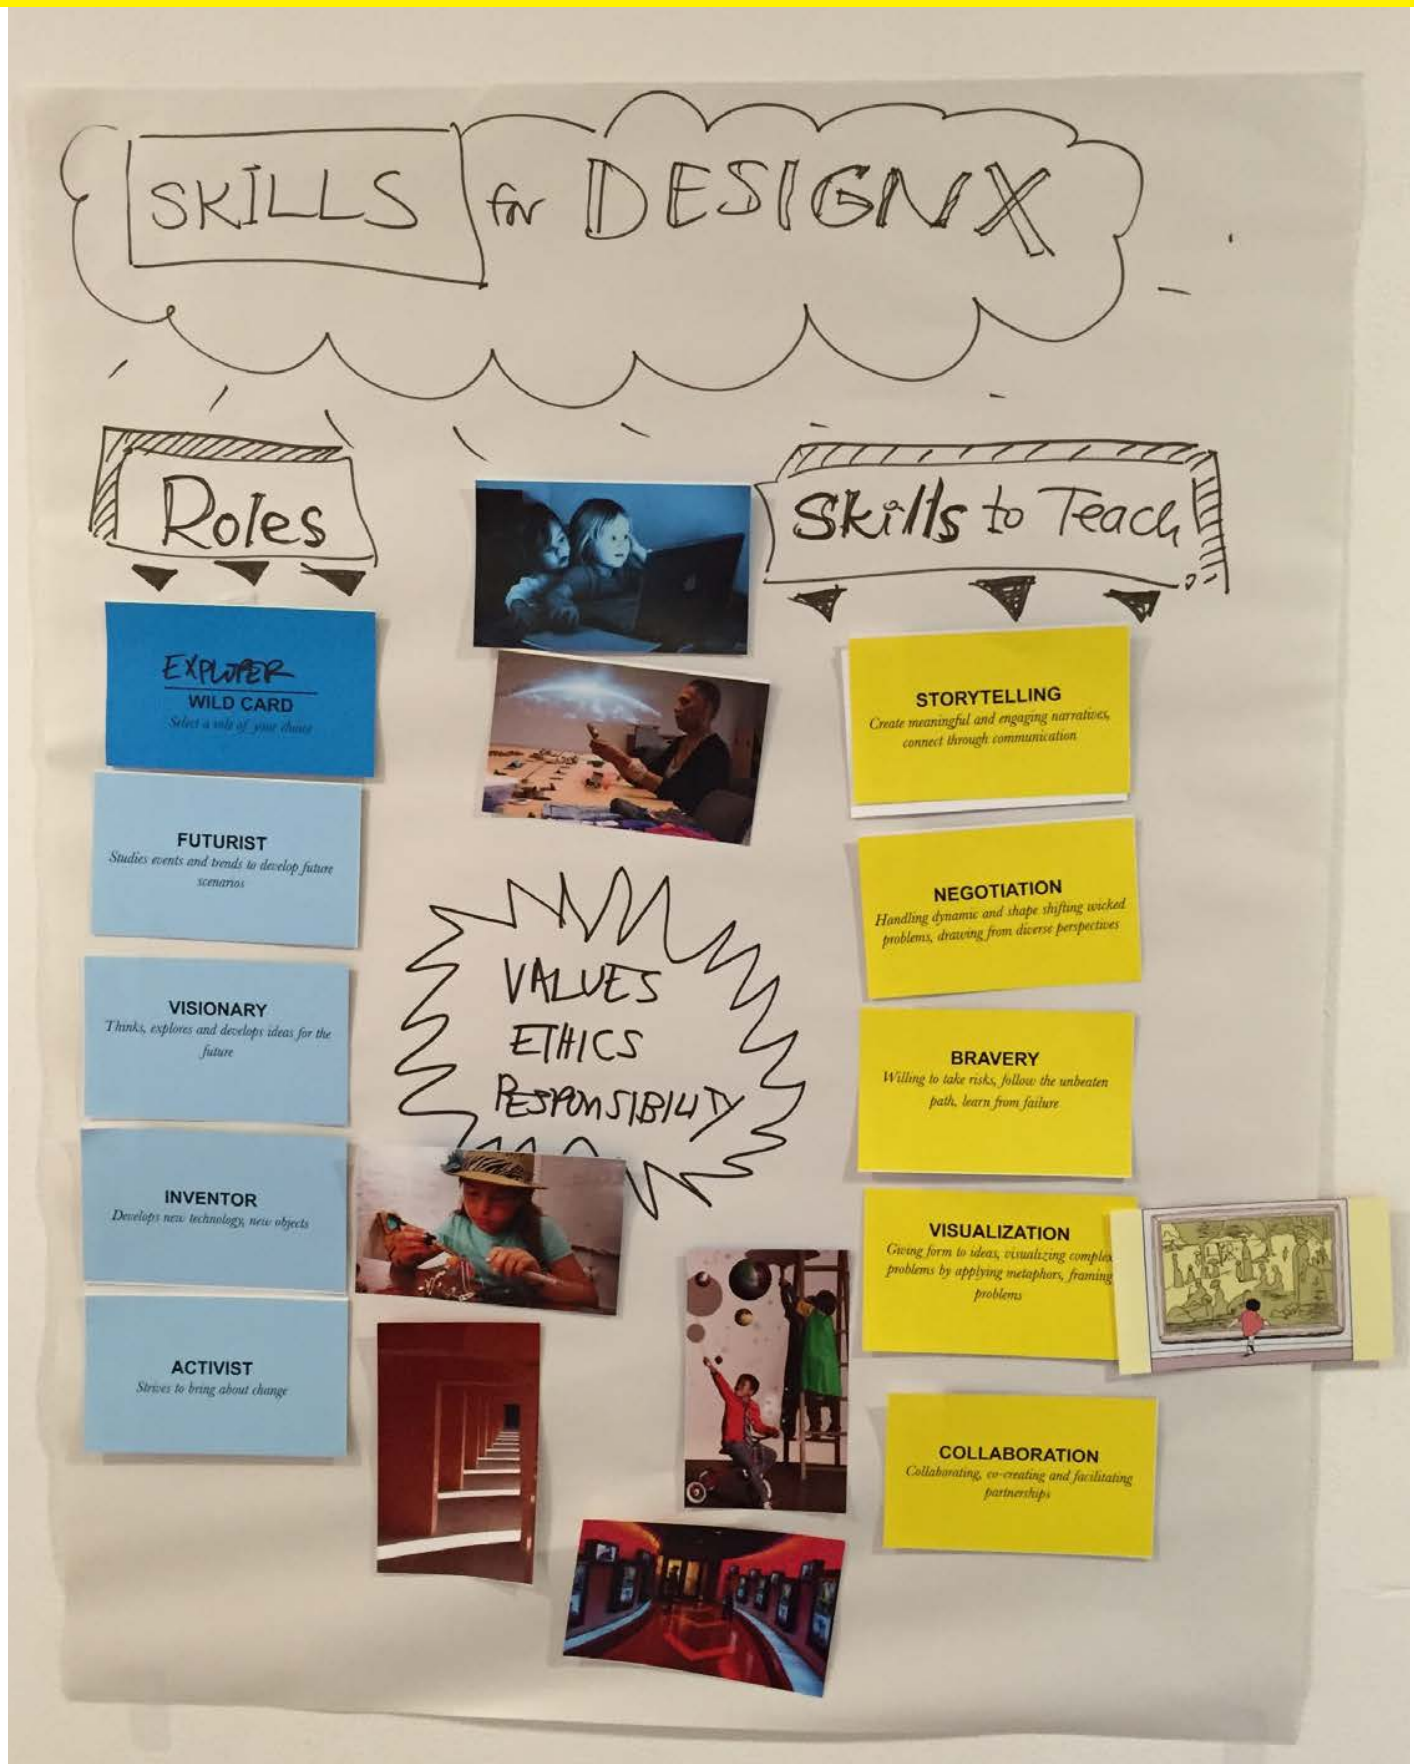 SKILLS for DESIGN X
Roles
EXPLORER
WILD CARD
Select a role of your choice
FUTURIST
Studies events and trends to develop future
scenarios
VISIONARY
Thinks, explores and develops ideas for the
future
INVENTOR
Develops new technology, new objects
ACTIVIST
Strives to bring about change
VALUES
ETHICS
RESPONSIBILITY
Skills to Teach
STORYTELLING
Create meaningful and engaging narratives,
connect through communication
NEGOTIATION
Handling dynamic and shape shifting wicked
problems, drawing from diverse perspectives
BRAVERY
Willing to take risks, follow the unbeaten
path, learn from failure
VISUALIZATION
Giving form to ideas, visualizing complex
problems by applying metaphors, framing
problems
COLLABORATION
Collaborating, co-creating and facilitating
partnerships